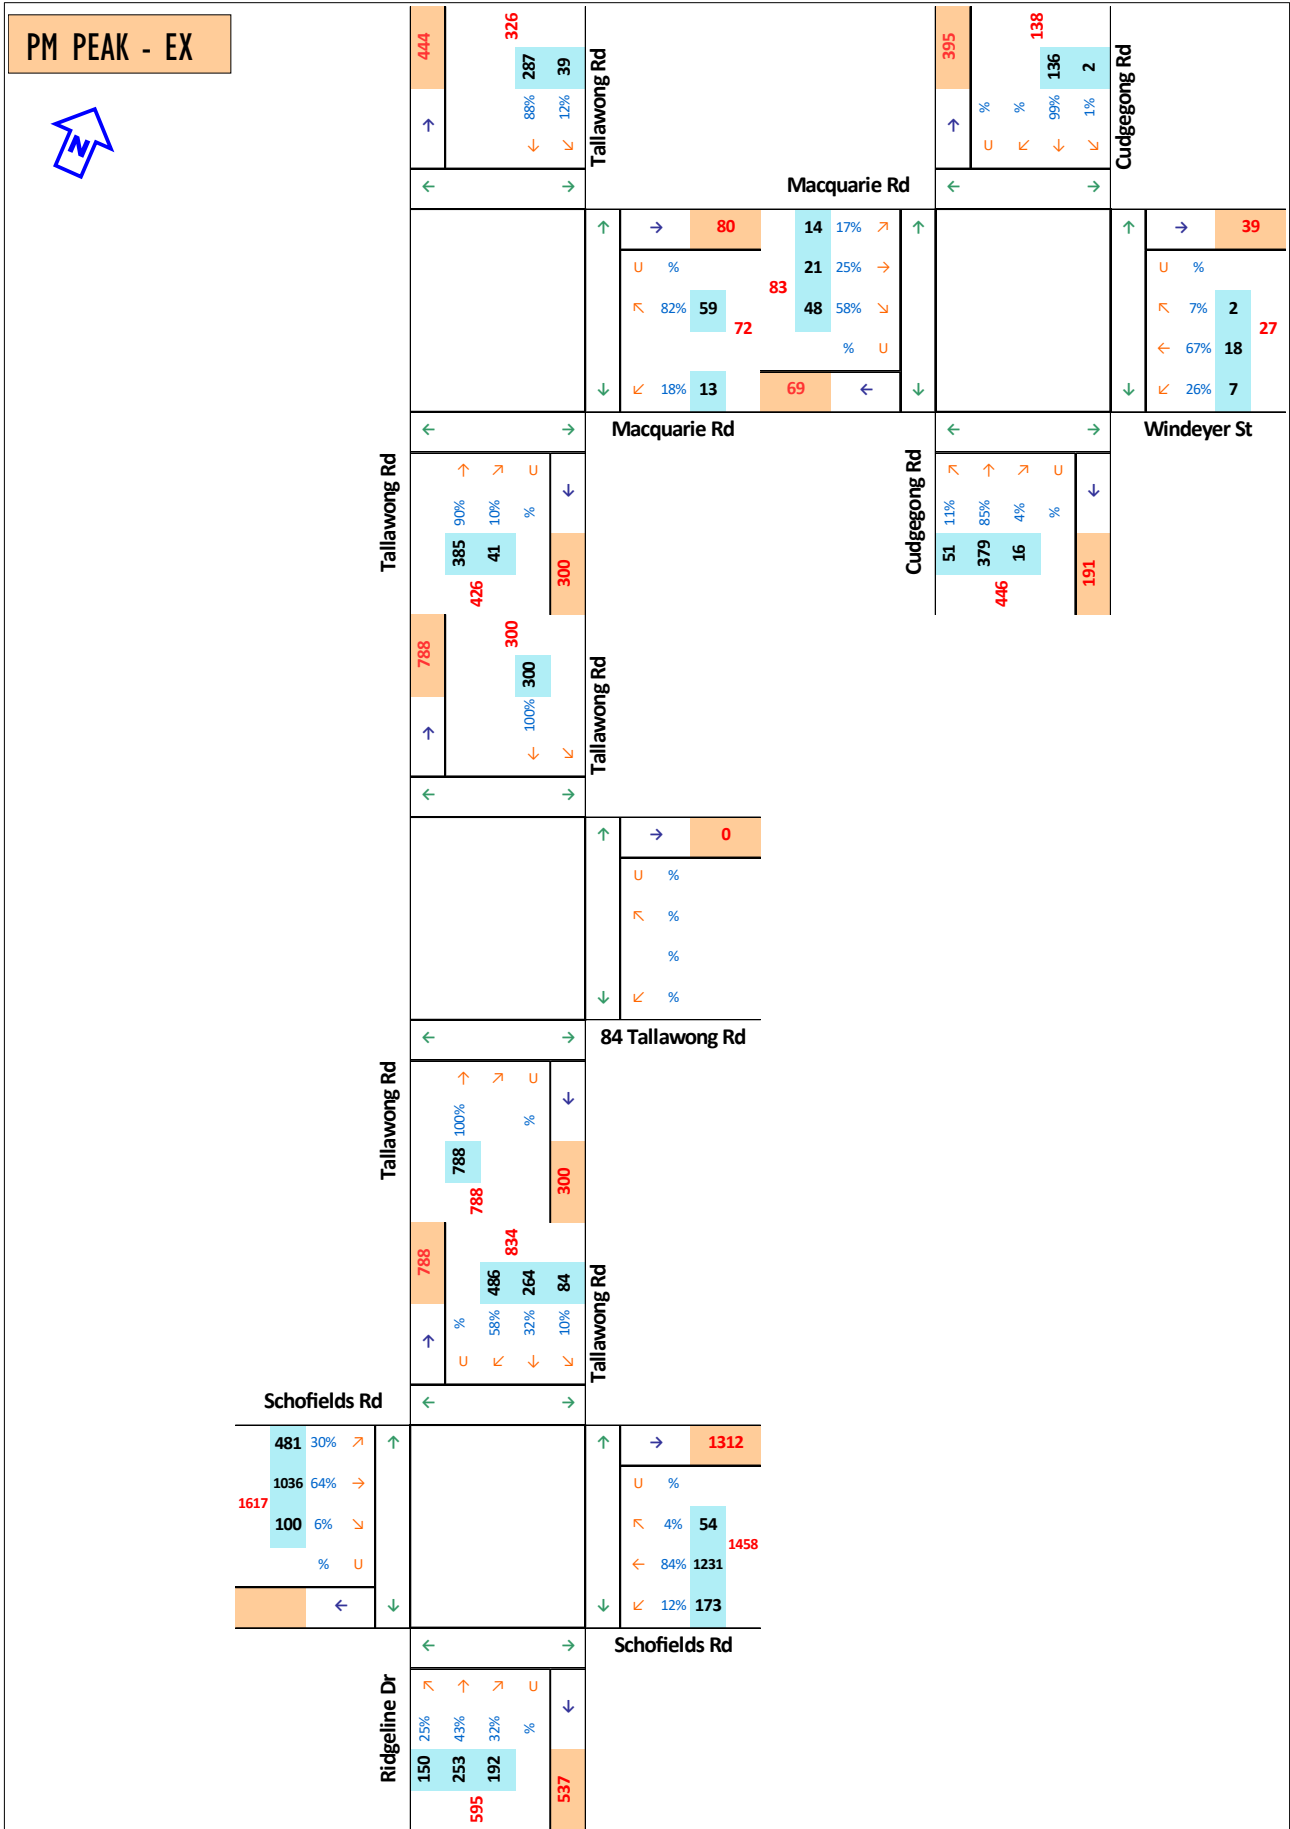 PM PEAK - EX
N
444
326
287 39
88% 12%
↑ ↓ ↘
Tallawong Rd
395
138
136 2
% % 99% 1%
↑ U ↙ ↓ ↘
Cudgegong Rd
← →
Macquarie Rd
← →
↑ → 80
U %
↖ 82% 59
72
↓ ↙ 18% 13
Macquarie Rd
14 17% ↗ ↑
21 25% →
83
48 58% ↘
% U
69 ← ↓
↑ → 39
U %
↖ 7% 2
27
← 67% 18
↓ ↙ 26% 7
Windeyer St
← →
Tallawong Rd
↑ ↗ U ↓
90% 10% %
385 41
426
300
← →
Cudgegong Rd
↖ ↑ ↗ U ↓
11% 85% 4% %
51 379 16
446
191
788
300
300
100%
↑ ↓ ↘
Tallawong Rd
← →
↑ → 0
U %
↖ %
%
↓ ↙ %
84 Tallawong Rd
← →
Tallawong Rd
↑ ↗ U ↓
100% %
788
788
300
788
834
486 264 84
% 58% 32% 10%
↑ U ↙ ↓ ↘
Tallawong Rd
Schofields Rd
← →
481 30% ↗ ↑
1036 64% →
1617
100 6% ↘
% U
← ↓
↑ → 1312
U %
↖ 4% 54
1458
← 84% 1231
↓ ↙ 12% 173
Schofields Rd
← →
Ridgeline Dr
↖ ↑ ↗ U ↓
25% 43% 32% %
150 253 192
595
537